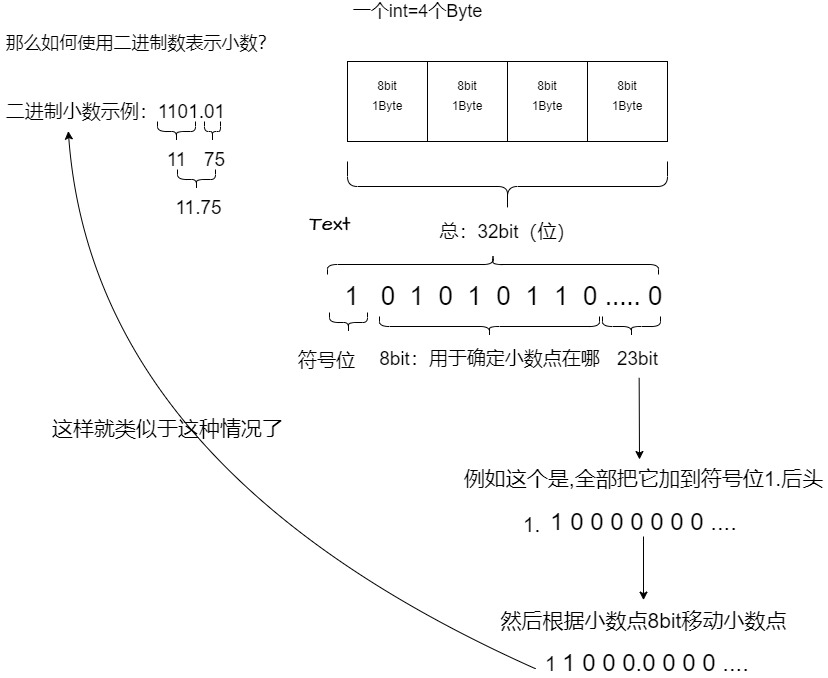 一个int=4个Byte
那么如何使用二进制数表示小数?
8bit 8bit 8bit 8bit
1Byte 1Byte 1Byte 1Byte
二进制小数示例：1101.01
11 75
11.75
Text
总：32bit（位）
1 0 1 0 1 0 1 1 0 ..... 0
符号位 8bit：用于确定小数点在哪 23bit
这样就类似于这种情况了
例如这个是,全部把它加到符号位1.后头
1. 1 0 0 0 0 0 0 0 ....
然后根据小数点8bit移动小数点
1 1 0 0 0.0 0 0 0 ....